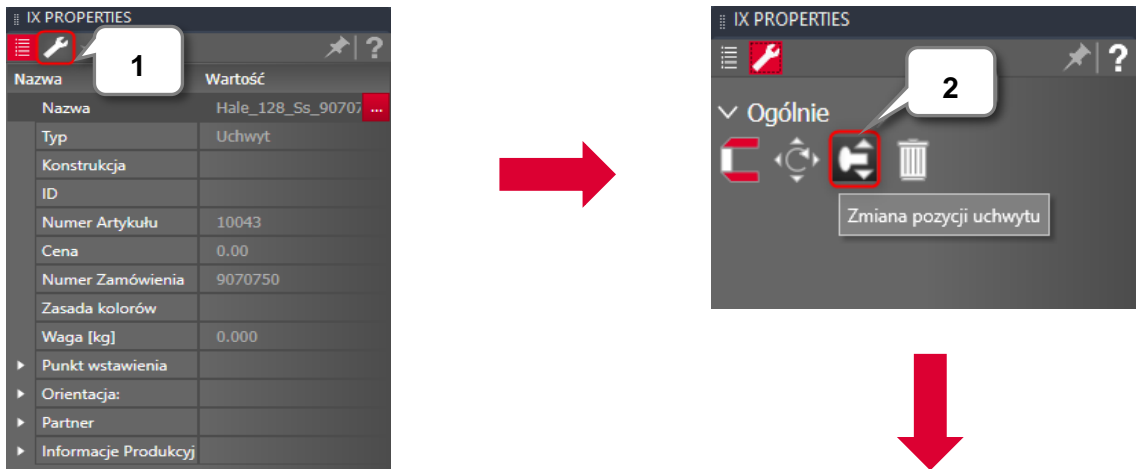 IX PROPERTIES
1
?
Nazwa Wartość
Nazwa Hale_128_Ss_9070 ...
Typ Uchwyt
Konstrukcja
ID
Numer Artykułu 10043
Cena 0.00
Numer Zamówienia 9070750
Zasada kolorów
Waga [kg] 0.000
Punkt wstawienia
Orientacja:
Partner
Informacje Produkcyj
IX PROPERTIES
?
2
Ogólnie
Zmiana pozycji uchwytu